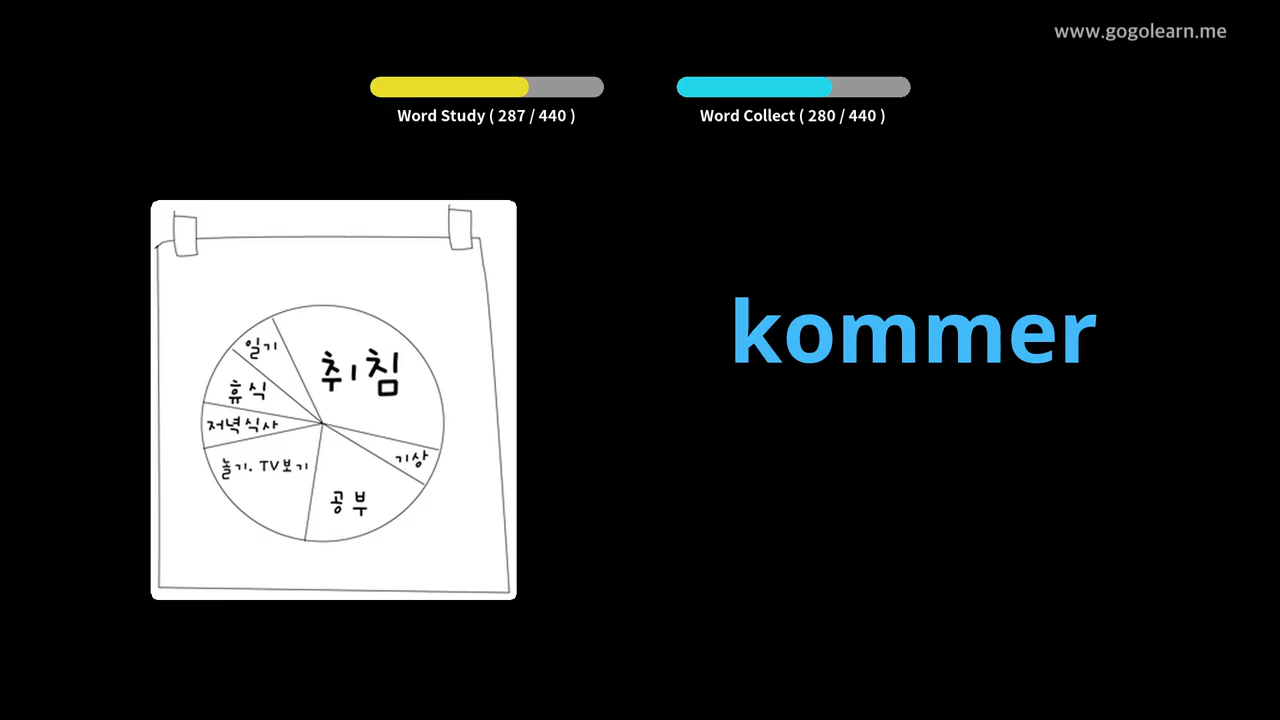 www.gogolearn.me
Word Study ( 287 / 440 )
Word Collect ( 280 / 440 )
일기
취침
휴식
저녁식사
놀기. TV보기
기상
공부
kommer